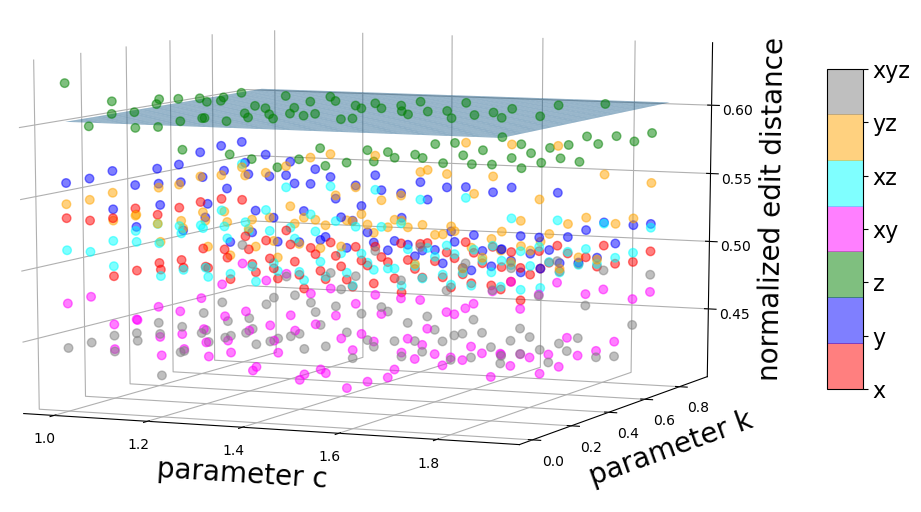 xyz
yz
xz
xy
z
y
x
normalized edit distance
0.60
0.55
0.50
0.45
parameter k
0.0
0.2
0.4
0.6
0.8
parameter c
1.0
1.2
1.4
1.6
1.8